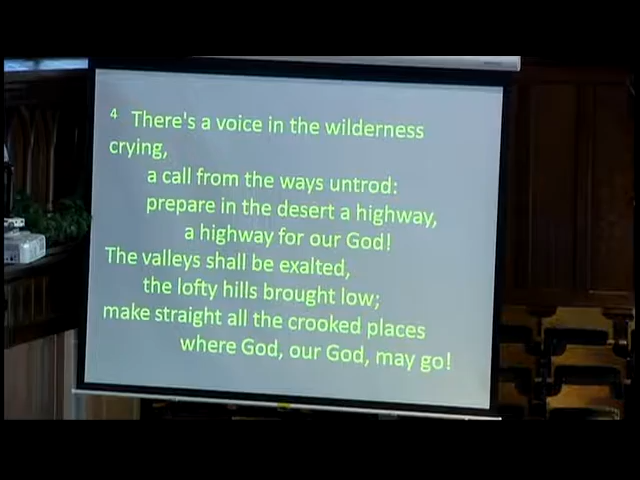 4 There's a voice in the wilderness
crying,
a call from the ways untrod:
prepare in the desert a highway,
a highway for our God!
The valleys shall be exalted,
the lofty hills brought low;
make straight all the crooked places
where God, our God, may go!